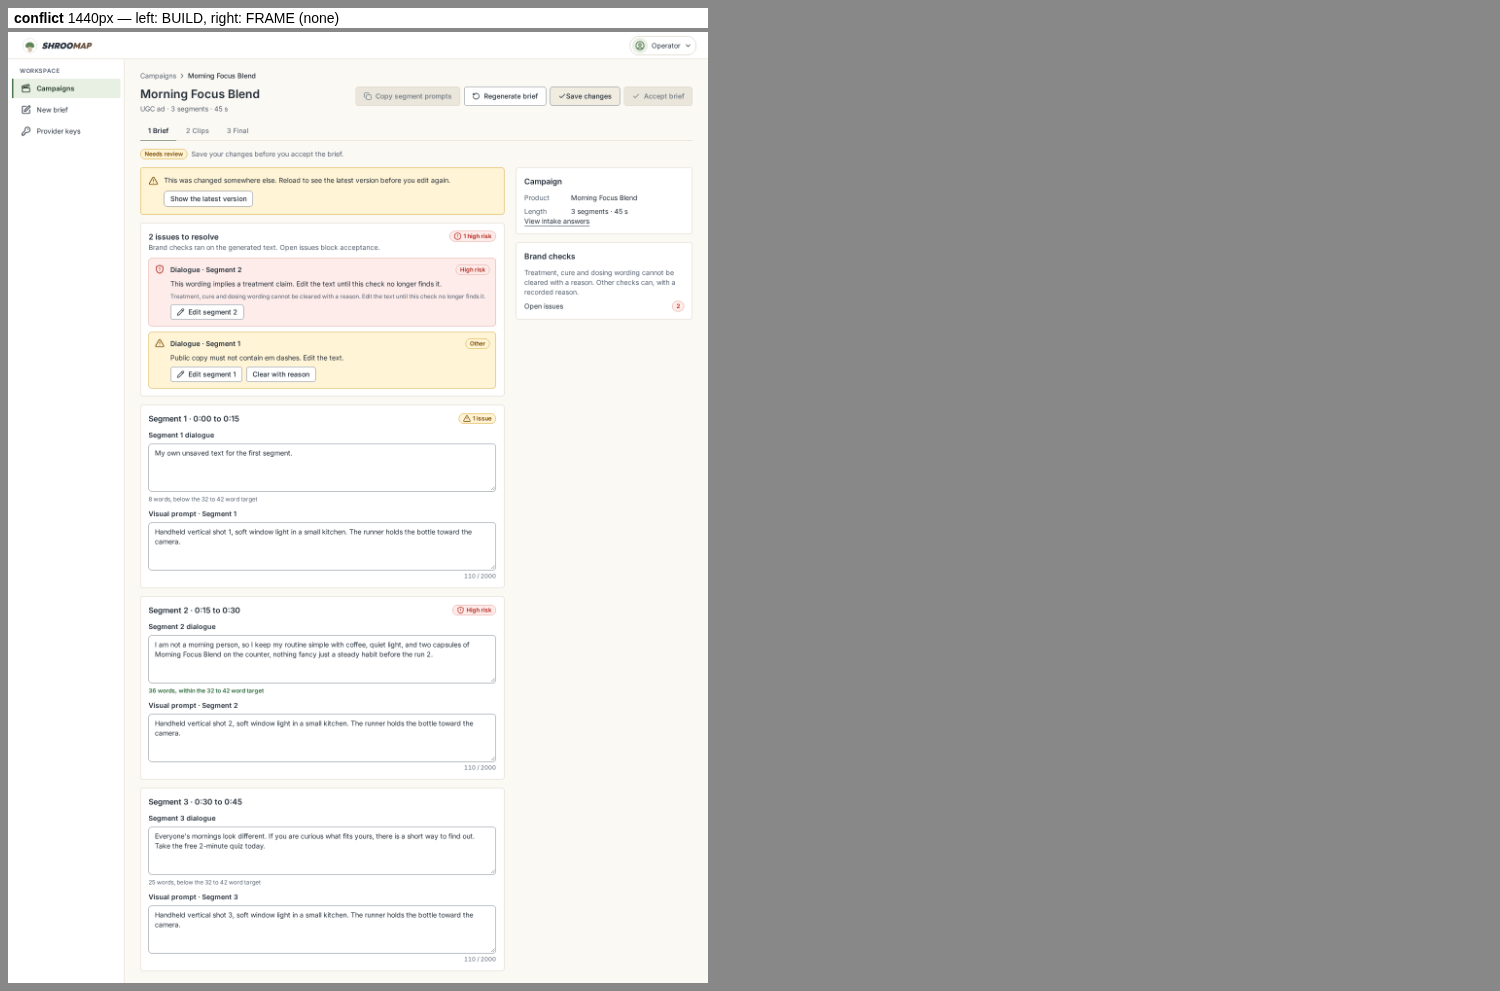 conflict 1440px — left: BUILD, right: FRAME (none)
SHROOMAP
Operator
WORKSPACE
Campaigns
New brief
Provider keys
Campaigns > Morning Focus Blend
Morning Focus Blend
UGC ad · 3 segments · 45 s
Copy segment prompts
Regenerate brief
Save changes
Accept brief
1 Brief
2 Clips
3 Final
Needs review Save your changes before you accept the brief.
This was changed somewhere else. Reload to see the latest version before you edit again.
Show the latest version
2 issues to resolve
1 high risk
Brand checks ran on the generated text. Open issues block acceptance.
Dialogue · Segment 2
High risk
This wording implies a treatment claim. Edit the text until this check no longer finds it.
Treatment, cure and dosing wording cannot be cleared with a reason. Edit the text until this check no longer finds it.
Edit segment 2
Dialogue · Segment 1
Other
Public copy must not contain em dashes. Edit the text.
Edit segment 1
Clear with reason
Segment 1 · 0:00 to 0:15
1 issue
Segment 1 dialogue
My own unsaved text for the first segment.
8 words, below the 32 to 42 word target
Visual prompt · Segment 1
Handheld vertical shot 1, soft window light in a small kitchen. The runner holds the bottle toward the
camera.
110 / 2000
Segment 2 · 0:15 to 0:30
High risk
Segment 2 dialogue
I am not a morning person, so I keep my routine simple with coffee, quiet light, and two capsules of
Morning Focus Blend on the counter, nothing fancy just a steady habit before the run 2.
36 words, within the 32 to 42 word target
Visual prompt · Segment 2
Handheld vertical shot 2, soft window light in a small kitchen. The runner holds the bottle toward the
camera.
110 / 2000
Segment 3 · 0:30 to 0:45
Segment 3 dialogue
Everyone's mornings look different. If you are curious what fits yours, there is a short way to find out.
Take the free 2-minute quiz today.
25 words, below the 32 to 42 word target
Visual prompt · Segment 3
Handheld vertical shot 3, soft window light in a small kitchen. The runner holds the bottle toward the
camera.
110 / 2000
Campaign
Product Morning Focus Blend
Length 3 segments · 45 s
View intake answers
Brand checks
Treatment, cure and dosing wording cannot be
cleared with a reason. Other checks can, with a
recorded reason.
Open issues 2